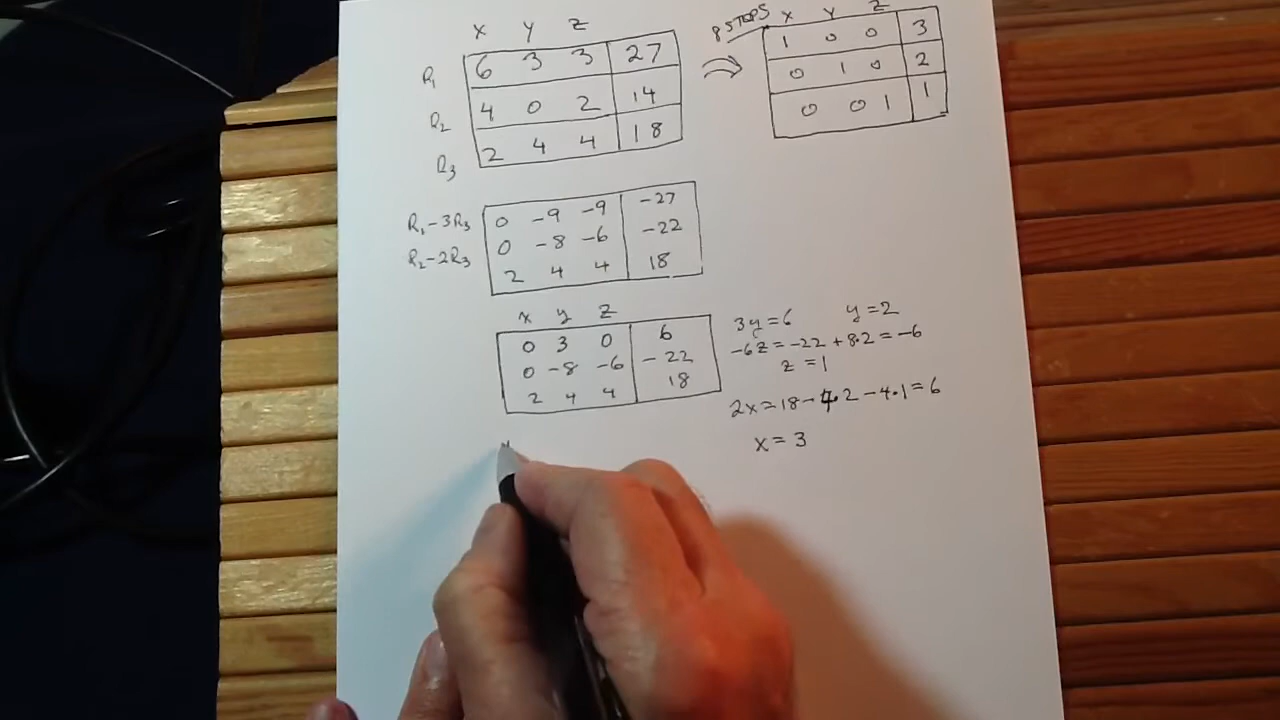 x y z
R₁ 6 3 3 27
R₂ 4 0 2 14
R₃ 2 4 4 18
8 STEPS x y z
⇒ 1 0 0 3
0 1 0 2
0 0 1 1
R₁-3R₃ 0 -9 -9 -27
R₂-2R₃ 0 -8 -6 -22
2 4 4 18
x y z
0 3 0 6
0 -8 -6 -22
2 4 4 18
3y=6 y=2
-6z=-22+8·2=-6
z=1
2x=18-4·2-4·1=6
x=3